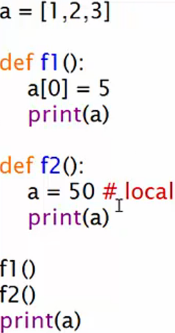 a = [1,2,3]
def f1():
    a[0] = 5
    print(a)
def f2():
    a = 50 # local
    print(a)
f1()
f2()
print(a)